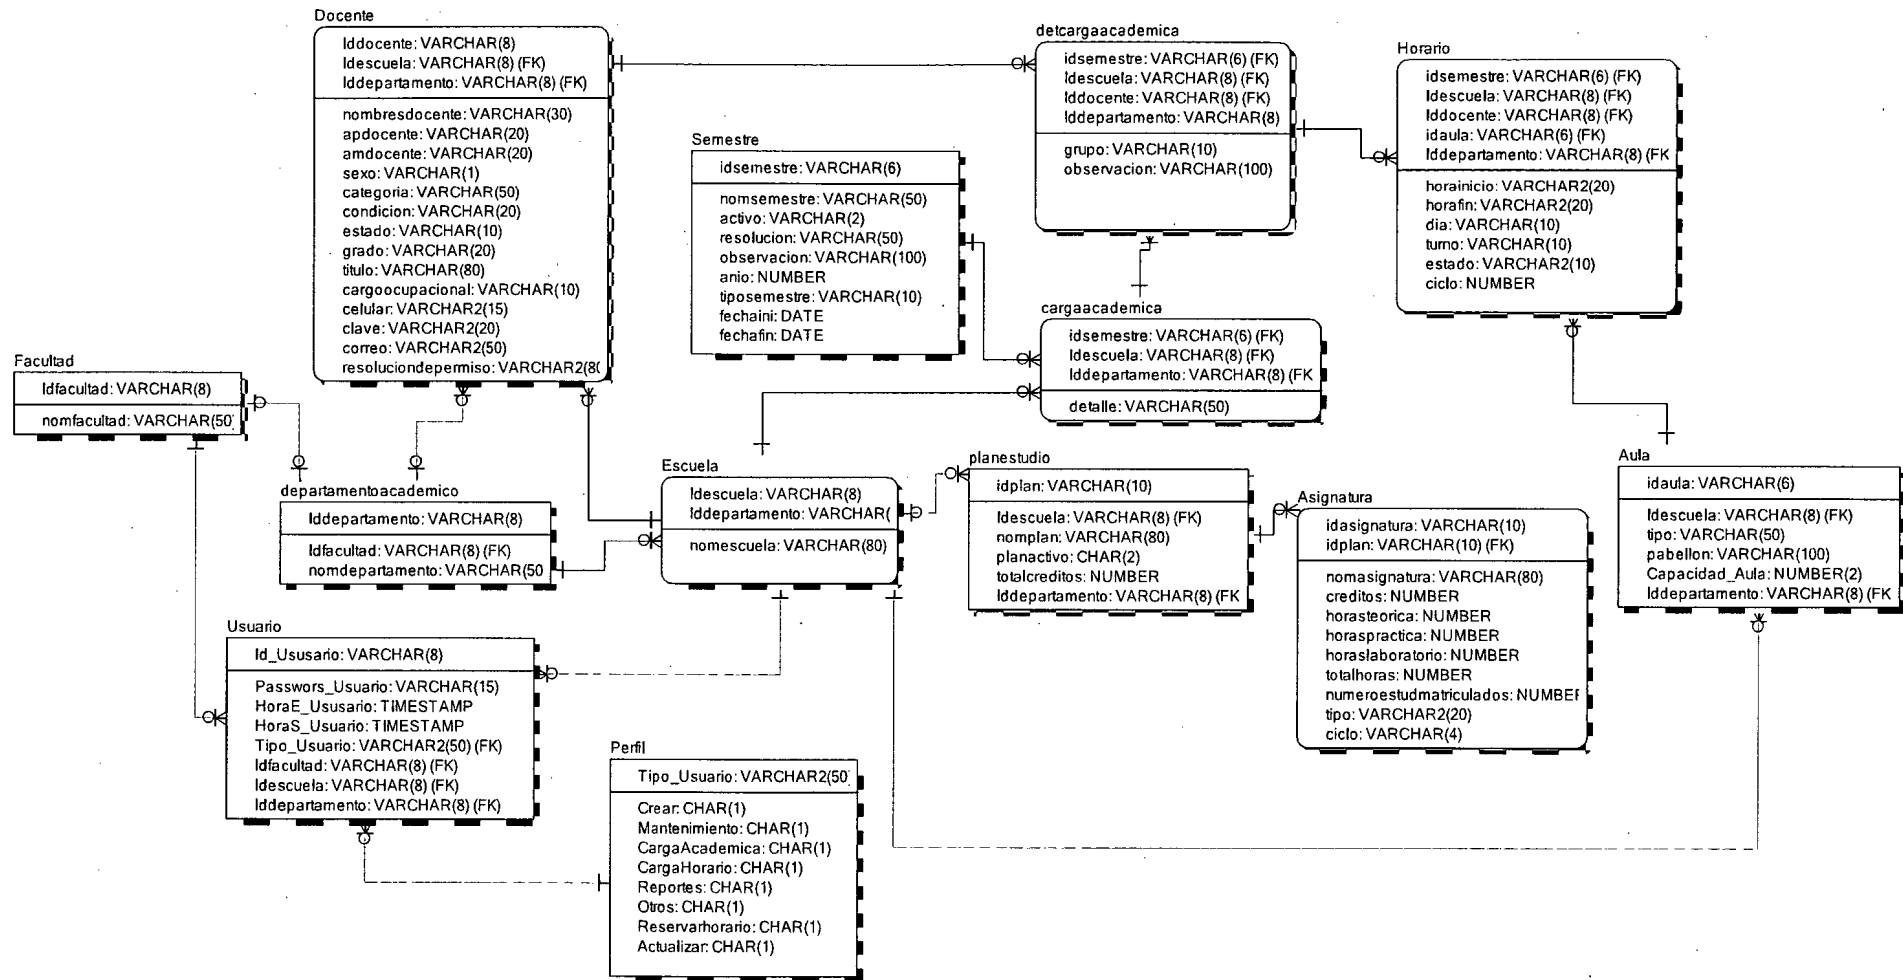 Docente
Iddocente: VARCHAR(8)
Idescuela: VARCHAR(8) (FK)
Iddepartamento: VARCHAR(8) (FK)
nombresdocente: VARCHAR(30)
apdocente: VARCHAR(20)
amdocente: VARCHAR(20)
sexo: VARCHAR(1)
categoria: VARCHAR(50)
condicion: VARCHAR(20)
estado: VARCHAR(10)
grado: VARCHAR(20)
titulo: VARCHAR(80)
cargoocupacional: VARCHAR(10)
celular: VARCHAR2(15)
clave: VARCHAR2(20)
correo: VARCHAR2(50)
resoluciondepermiso: VARCHAR2(80
detcargaacademica
idsemestre: VARCHAR(6) (FK)
Idescuela: VARCHAR(8) (FK)
Iddocente: VARCHAR(8) (FK)
Iddepartamento: VARCHAR(8)
grupo: VARCHAR(10)
observacion: VARCHAR(100)
Horario
idsemestre: VARCHAR(6) (FK)
Idescuela: VARCHAR(8) (FK)
Iddocente: VARCHAR(8) (FK)
idaula: VARCHAR(6) (FK)
Iddepartamento: VARCHAR(8) (FK
horainicio: VARCHAR2(20)
horafin: VARCHAR2(20)
dia: VARCHAR(10)
turno: VARCHAR(10)
estado: VARCHAR2(10)
ciclo: NUMBER
Semestre
idsemestre: VARCHAR(6)
nomsemestre: VARCHAR(50)
activo: VARCHAR(2)
resolucion: VARCHAR(50)
observacion: VARCHAR(100)
anio: NUMBER
tiposemestre: VARCHAR(10)
fechaini: DATE
fechafin: DATE
cargaacademica
idsemestre: VARCHAR(6) (FK)
Idescuela: VARCHAR(8) (FK)
Iddepartamento: VARCHAR(8) (FK
detalle: VARCHAR(50)
Facultad
Idfacultad: VARCHAR(8)
nomfacultad: VARCHAR(50
departamentoacademico
Iddepartamento: VARCHAR(8)
Idfacultad: VARCHAR(8) (FK)
nomdepartamento: VARCHAR(50
Escuela
Idescuela: VARCHAR(8)
Iddepartamento: VARCHAR(
nomescuela: VARCHAR(80)
planestudio
idplan: VARCHAR(10)
Idescuela: VARCHAR(8) (FK)
nomplan: VARCHAR(80)
planactivo: CHAR(2)
totalcreditos: NUMBER
Iddepartamento: VARCHAR(8) (FK
Asignatura
idasignatura: VARCHAR(10)
idplan: VARCHAR(10) (FK)
nomasignatura: VARCHAR(80)
creditos: NUMBER
horasteorica: NUMBER
horaspractica: NUMBER
horaslaboratorio: NUMBER
totalhoras: NUMBER
numeroestudmatriculados: NUMBER
tipo: VARCHAR2(20)
ciclo: VARCHAR(4)
Aula
idaula: VARCHAR(6)
Idescuela: VARCHAR(8) (FK)
tipo: VARCHAR(50)
pabellon: VARCHAR(100)
Capacidad_Aula: NUMBER(2)
Iddepartamento: VARCHAR(8) (FK
Usuario
Id_Ususario: VARCHAR(8)
Passwors_Usuario: VARCHAR(15)
HoraE_Ususario: TIMESTAMP
HoraS_Usuario: TIMESTAMP
Tipo_Usuario: VARCHAR2(50) (FK)
Idfacultad: VARCHAR(8) (FK)
Idescuela: VARCHAR(8) (FK)
Iddepartamento: VARCHAR(8) (FK)
Perfil
Tipo_Usuario: VARCHAR2(50
Crear: CHAR(1)
Mantenimiento: CHAR(1)
CargaAcademica: CHAR(1)
CargaHorario: CHAR(1)
Reportes: CHAR(1)
Otros: CHAR(1)
Reservarhorario: CHAR(1)
Actualizar: CHAR(1)